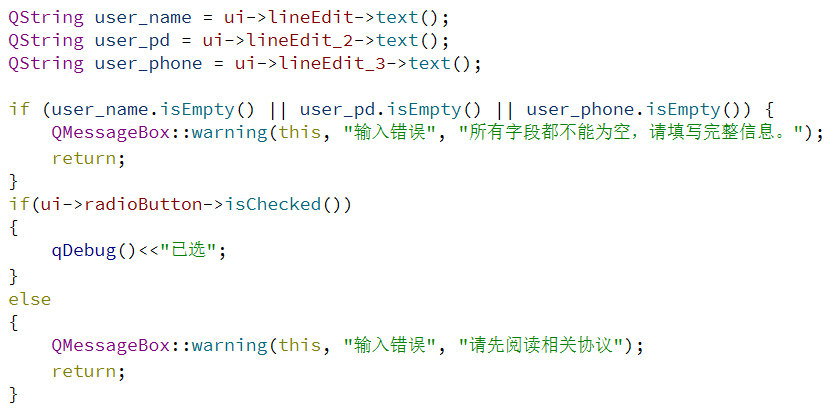 QString user_name = ui->lineEdit->text();
QString user_pd = ui->lineEdit_2->text();
QString user_phone = ui->lineEdit_3->text();
if (user_name.isEmpty() || user_pd.isEmpty() || user_phone.isEmpty()) {
    QMessageBox::warning(this, "输入错误", "所有字段都不能为空，请填写完整信息。");
    return;
}
if(ui->radioButton->isChecked())
{
    qDebug()<<"已选";
}
else
{
    QMessageBox::warning(this, "输入错误", "请先阅读相关协议");
    return;
}